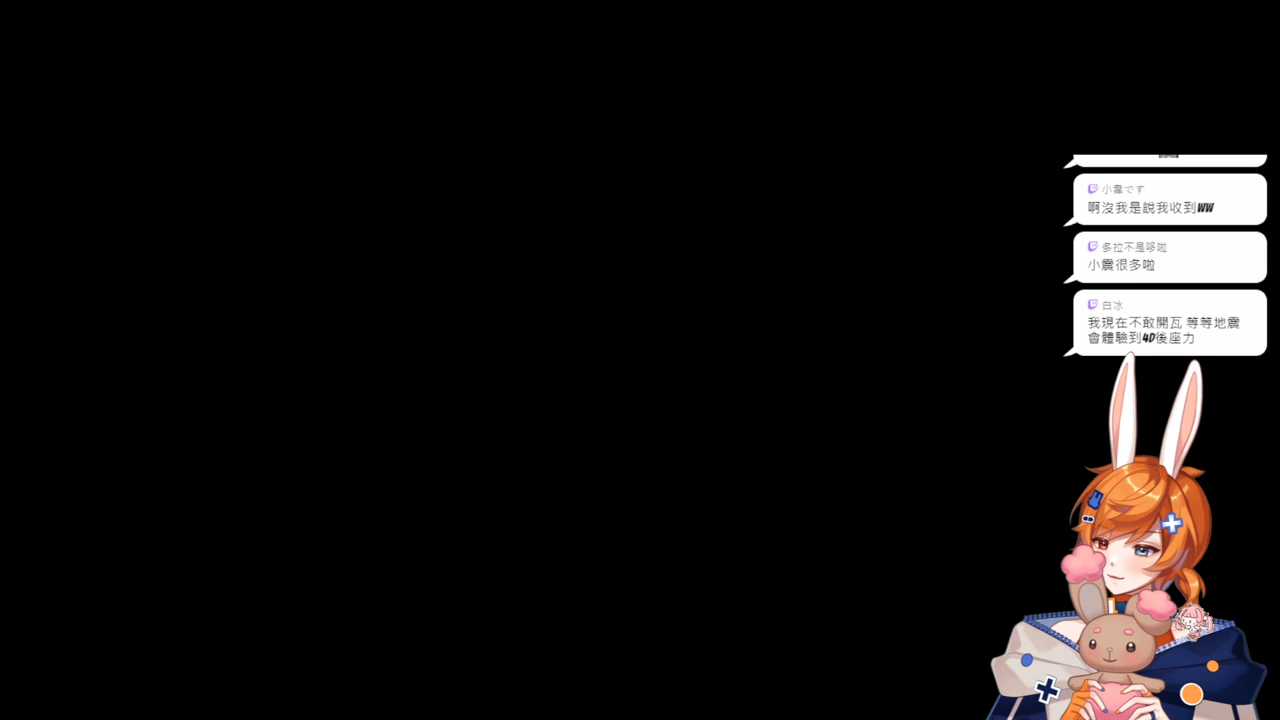 小韋です
啊沒我是說我收到WW
多拉不是哆啦
小震很多啦
白冰
我現在不敢開瓦 等等地震
會體驗到4D後座力